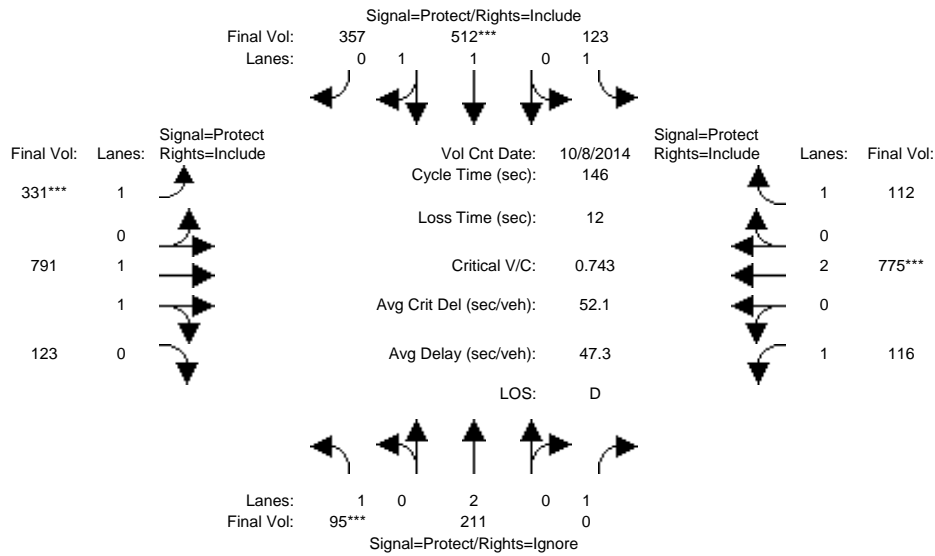 Signal=Protect/Rights=Include
Final Vol: 357 512*** 123
Lanes: 0 1 1 0 1
Signal=Protect Signal=Protect
Final Vol: Lanes: Rights=Include Vol Cnt Date: 10/8/2014 Rights=Include Lanes: Final Vol:
Cycle Time (sec): 146
331*** 1 1 112
Loss Time (sec): 12
0 0
791 1 Critical V/C: 0.743 2 775***
1 Avg Crit Del (sec/veh): 52.1 0
123 0 Avg Delay (sec/veh): 47.3 1 116
LOS: D
Lanes: 1 0 2 0 1
Final Vol: 95*** 211 0
Signal=Protect/Rights=Ignore